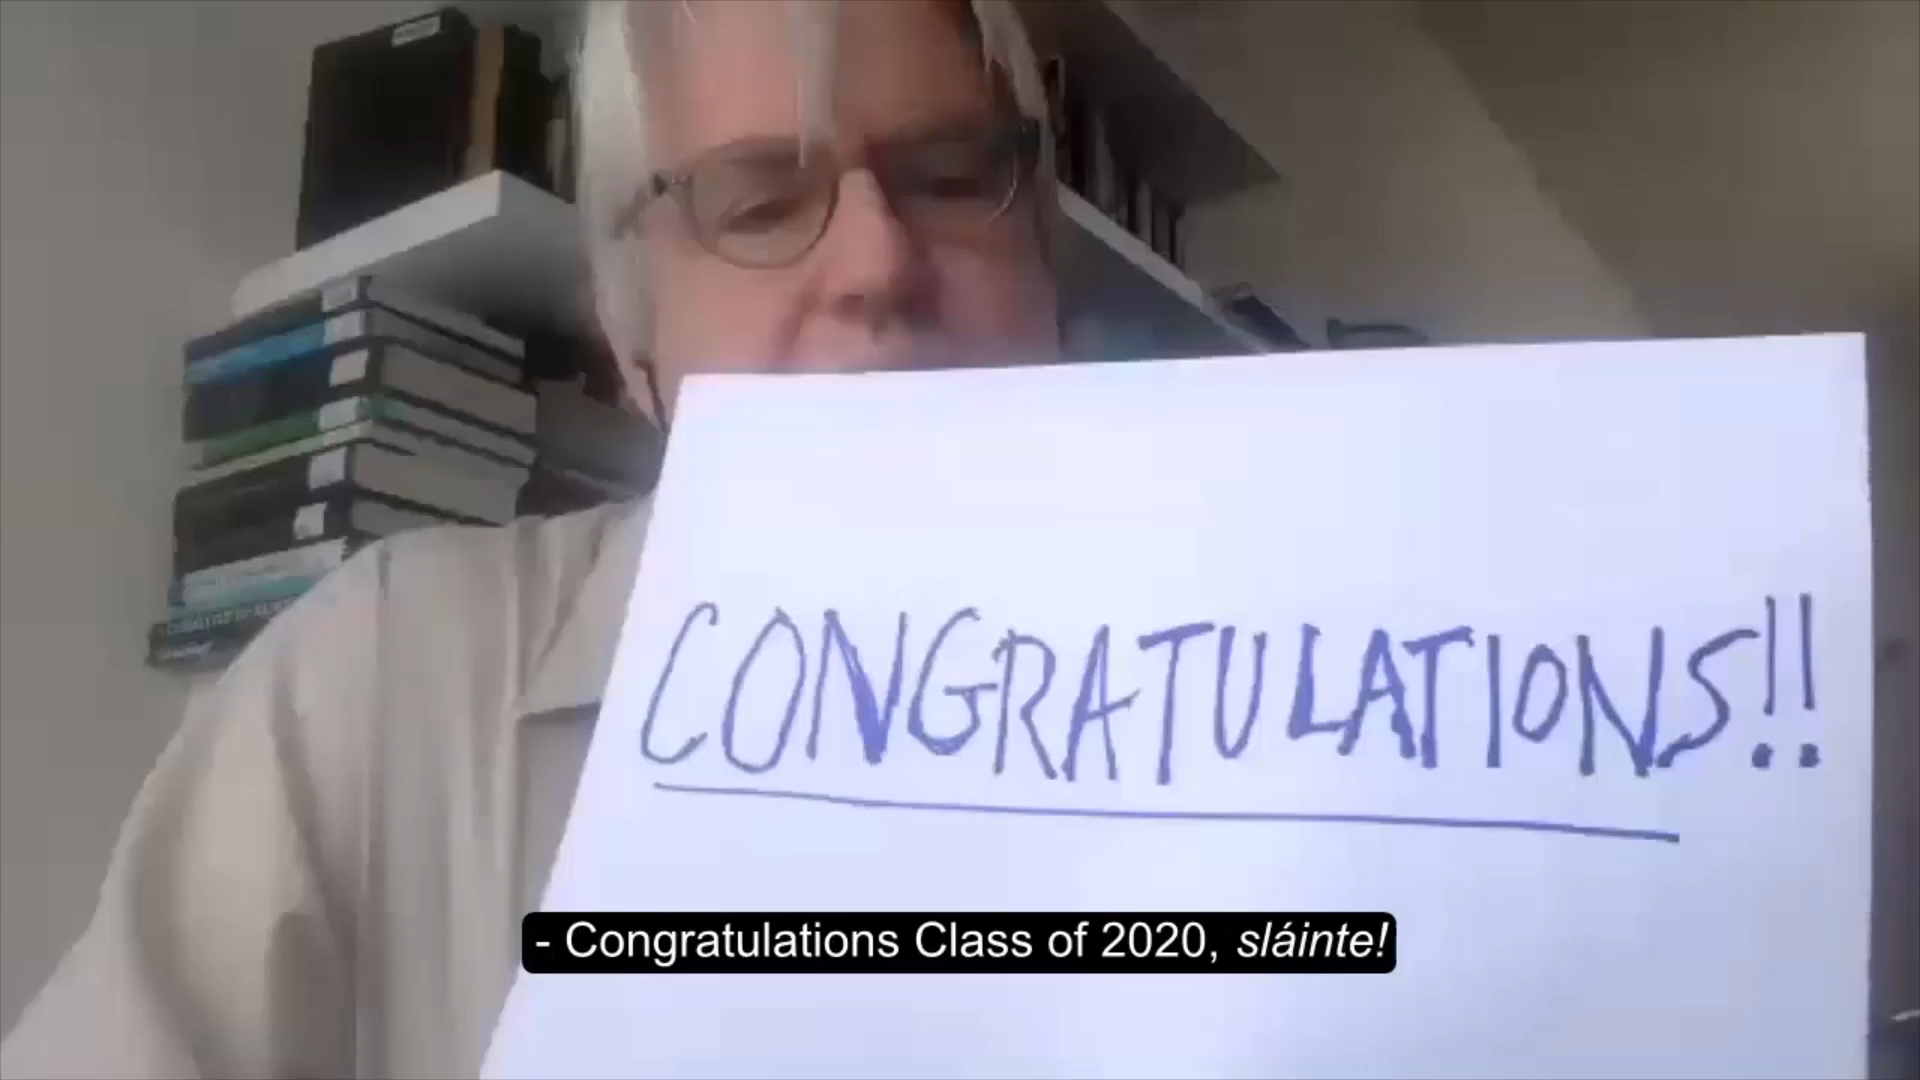 CONGRATULATIONS!!
- Congratulations Class of 2020, sláinte!